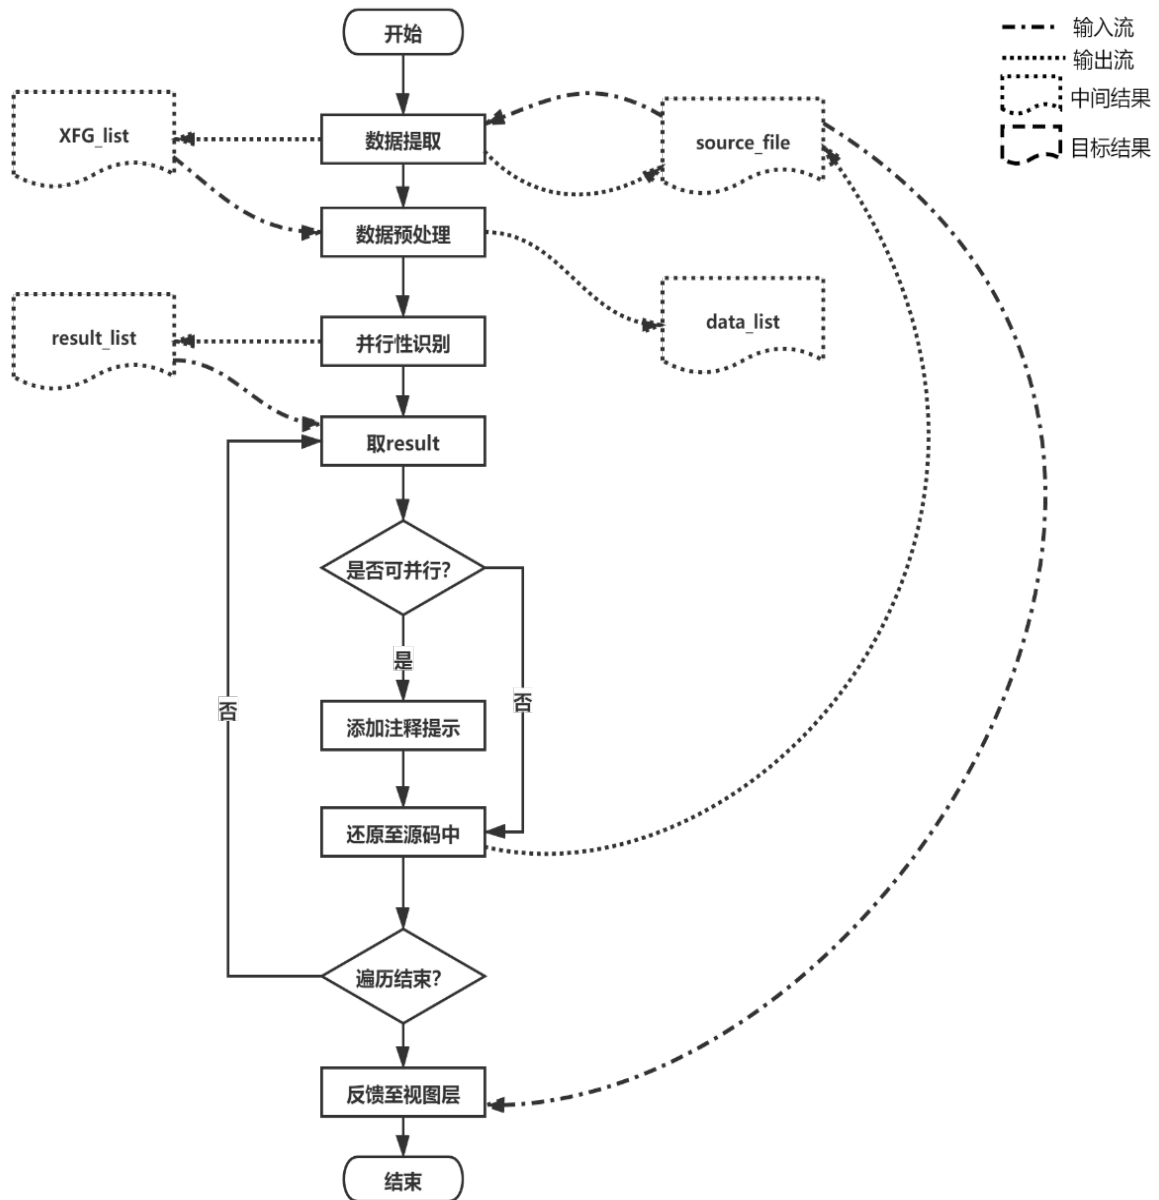 开始
输入流
输出流
中间结果
目标结果
XFG_list
数据提取
source_file
数据预处理
result_list
并行性识别
data_list
取result
是否可并行?
是
否
否
添加注释提示
还原至源码中
遍历结束?
反馈至视图层
结束